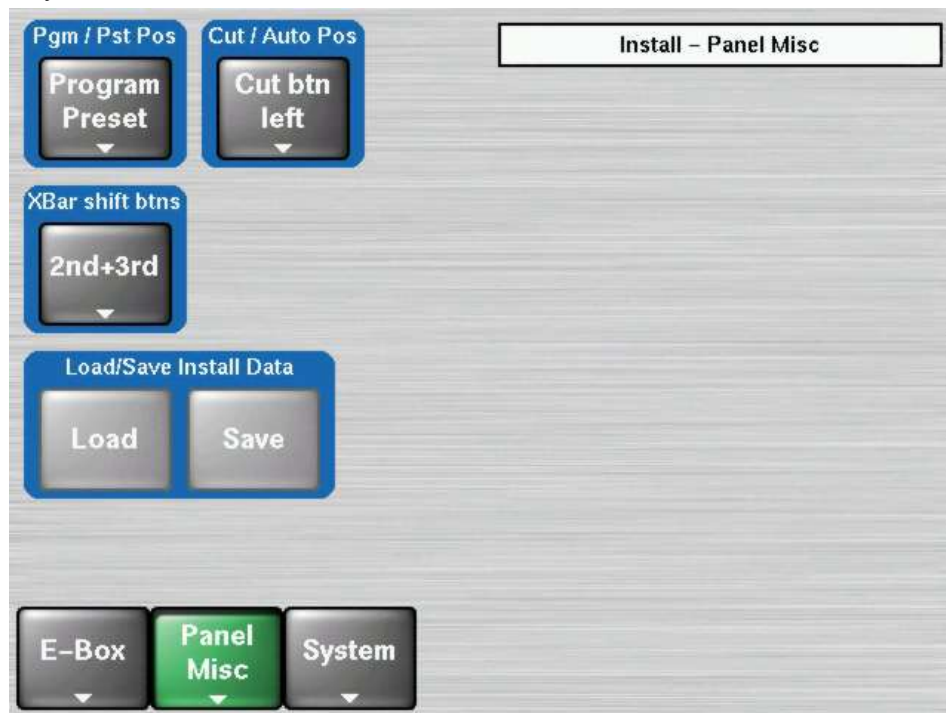 Pgm / Pst Pos
Cut / Auto Pos
Install – Panel Misc
Program
Preset
Cut btn
left
XBar shift btns
2nd+3rd
Load/Save Install Data
Load
Save
E–Box
Panel
Misc
System